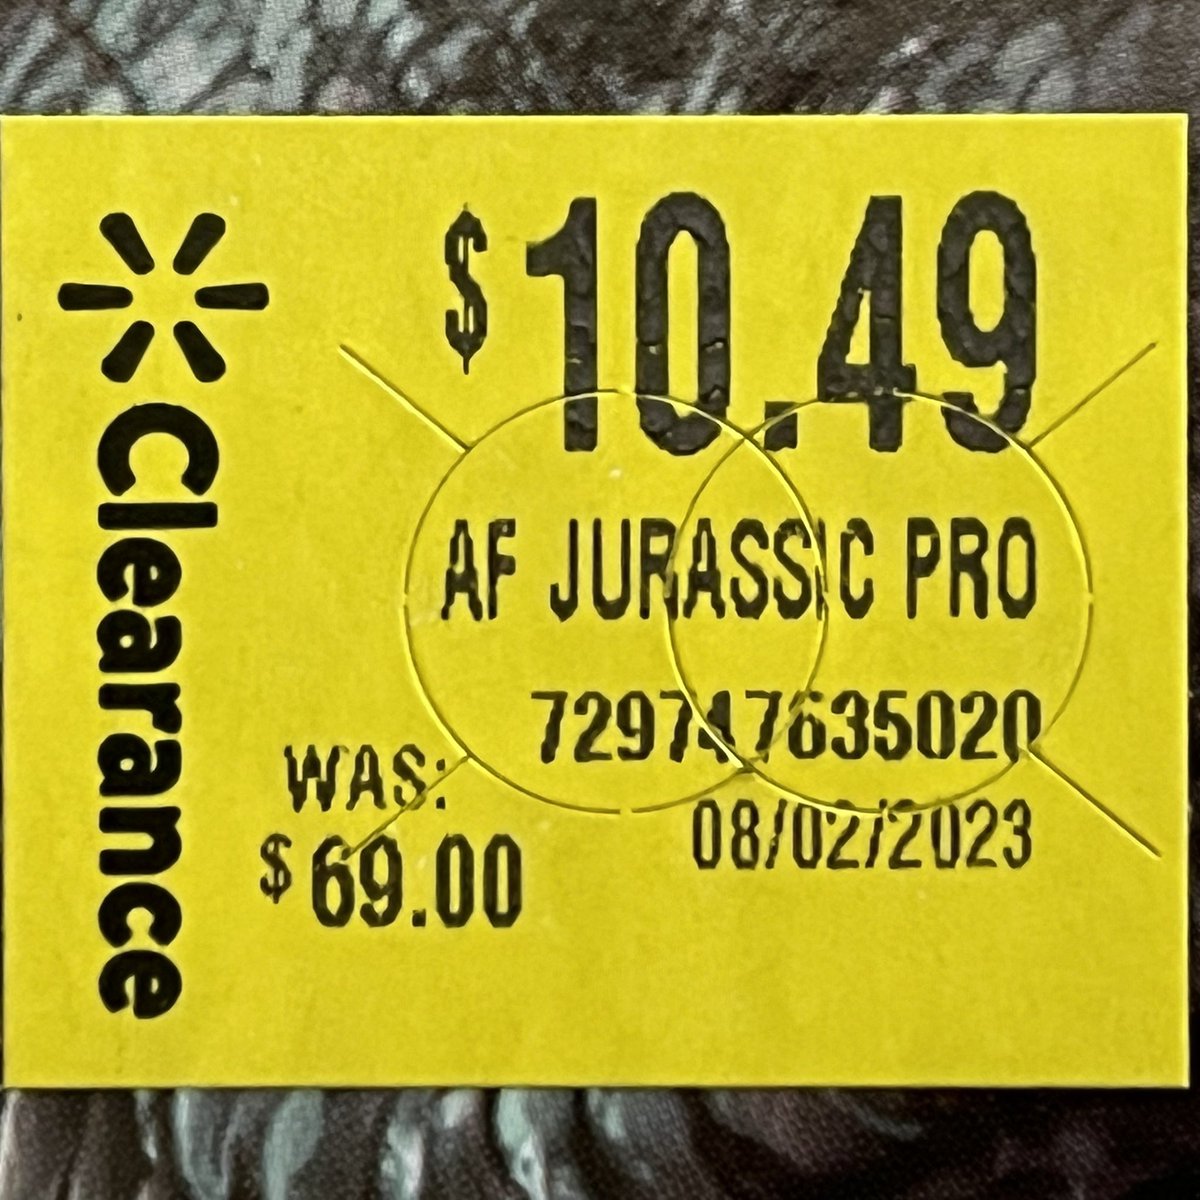 Clearance
$10.49
AF JURASSIC PRO
729747635020
WAS:
$69.00
08/02/2023